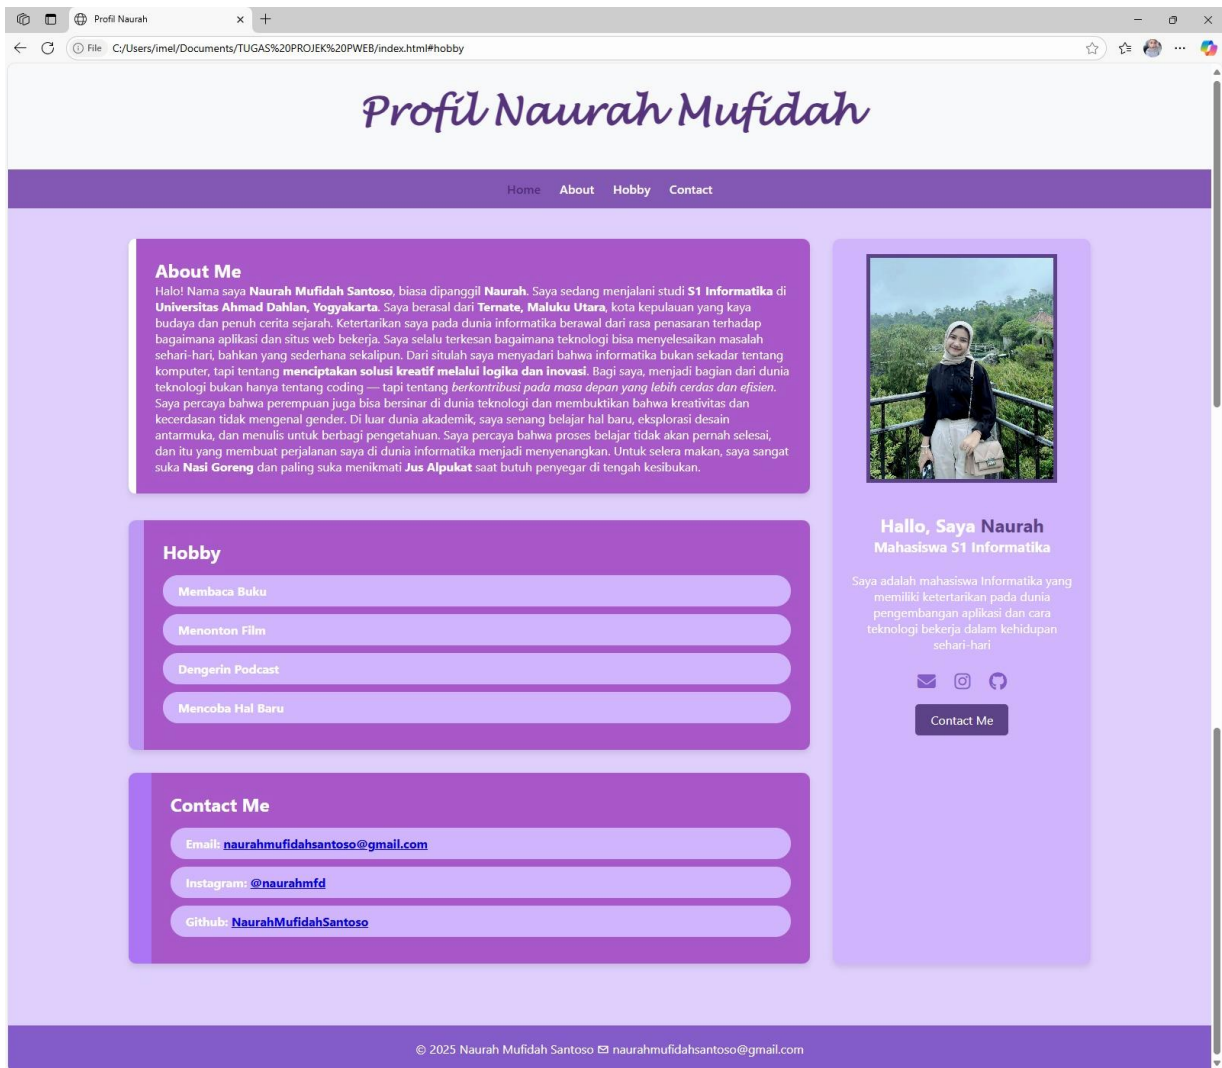 Profil Naurah
File
C:/Users/imel/Documents/TUGAS%20PROJEK%20PWEB/index.html#hobby
Profil Naurah Mufidah
Home About Hobby Contact
About Me
Halo! Nama saya Naurah Mufidah Santoso, biasa dipanggil Naurah. Saya sedang menjalani studi S1 Informatika di
Universitas Ahmad Dahlan, Yogyakarta. Saya berasal dari Ternate, Maluku Utara, kota kepulauan yang kaya
budaya dan penuh cerita sejarah. Ketertarikan saya pada dunia informatika berawal dari rasa penasaran terhadap
bagaimana aplikasi dan situs web bekerja. Saya selalu terkesan bagaimana teknologi bisa menyelesaikan masalah
sehari-hari, bahkan yang sederhana sekalipun. Dari situlah saya menyadari bahwa informatika bukan sekadar tentang
komputer, tapi tentang menciptakan solusi kreatif melalui logika dan inovasi. Bagi saya, menjadi bagian dari dunia
teknologi bukan hanya tentang coding — tapi tentang berkontribusi pada masa depan yang lebih cerdas dan efisien.
Saya percaya bahwa perempuan juga bisa bersinar di dunia teknologi dan membuktikan bahwa kreativitas dan
kecerdasan tidak mengenal gender. Di luar dunia akademik, saya senang belajar hal baru, eksplorasi desain
antarmuka, dan menulis untuk berbagi pengetahuan. Saya percaya bahwa proses belajar tidak akan pernah selesai,
dan itu yang membuat perjalanan saya di dunia informatika menjadi menyenangkan. Untuk selera makan, saya sangat
suka Nasi Goreng dan paling suka menikmati Jus Alpukat saat butuh penyegar di tengah kesibukan.
Hobby
Membaca Buku
Menonton Film
Dengerin Podcast
Mencoba Hal Baru
Contact Me
Email: naurahmufidahsantoso@gmail.com
Instagram: @naurahmfd
Github: NaurahMufidahSantoso
Hallo, Saya Naurah
Mahasiswa S1 Informatika
Saya adalah mahasiswa Informatika yang
memiliki ketertarikan pada dunia
pengembangan aplikasi dan cara
teknologi bekerja dalam kehidupan
sehari-hari
Contact Me
© 2025 Naurah Mufidah Santoso ✉ naurahmufidahsantoso@gmail.com